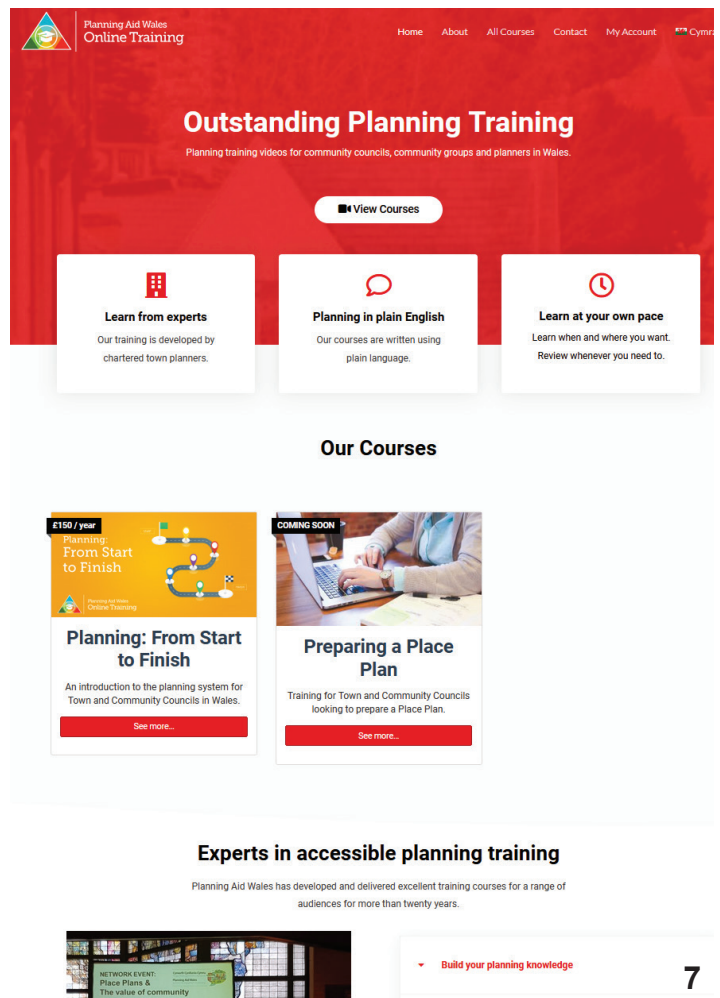 Planning Aid Wales
Online Training
Home About All Courses Contact My Account Cymra
Outstanding Planning Training
Planning training videos for community councils, community groups and planners in Wales.
View Courses
Learn from experts
Our training is developed by
chartered town planners.
Planning in plain English
Our courses are written using
plain language.
Learn at your own pace
Learn when and where you want.
Review whenever you need to.
Our Courses
£150 / year
Planning:
From Start
to Finish
Planning Aid Wales
Online Training
Planning: From Start
to Finish
An introduction to the planning system for
Town and Community Councils in Wales.
See more...
COMING SOON
Preparing a Place
Plan
Training for Town and Community Councils
looking to prepare a Place Plan.
See more...
Experts in accessible planning training
Planning Aid Wales has developed and delivered excellent training courses for a range of
audiences for more than twenty years.
NETWORK EVENT:
Place Plans &
The value of community
Build your planning knowledge
7